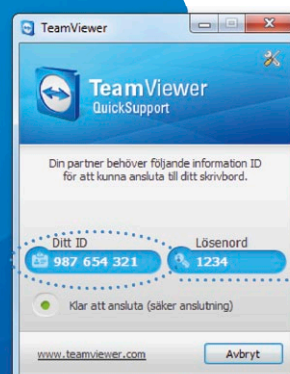 TeamViewer
TeamViewer
QuickSupport
Din partner behöver följande information ID
för att kunna ansluta till ditt skrivbord.
Ditt ID
987 654 321
Lösenord
1234
Klar att ansluta (säker anslutning)
www.teamviewer.com
Avbryt